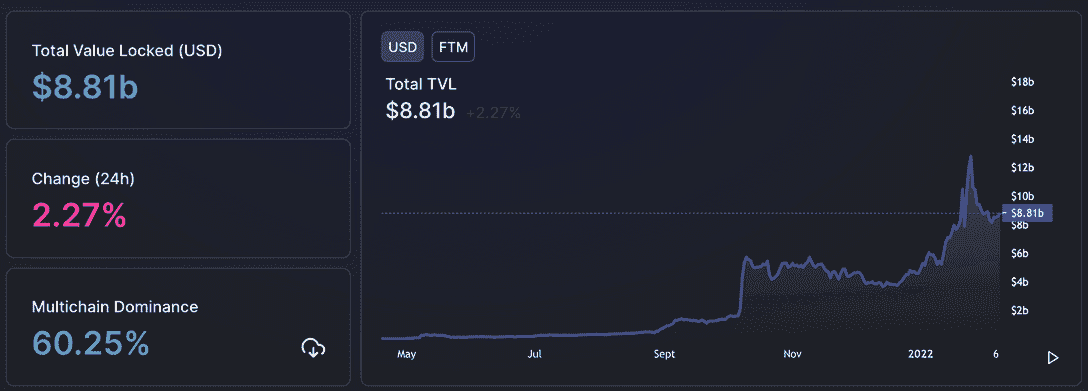 Total Value Locked (USD)
$8.81b
Change (24h)
2.27%
Multichain Dominance
60.25%
USD FTM
Total TVL
$8.81b +2.27%
$18b
$16b
$14b
$12b
$10b
$8.81b
$8b
$6b
$4b
$2b
May Jul Sept Nov 2022 6